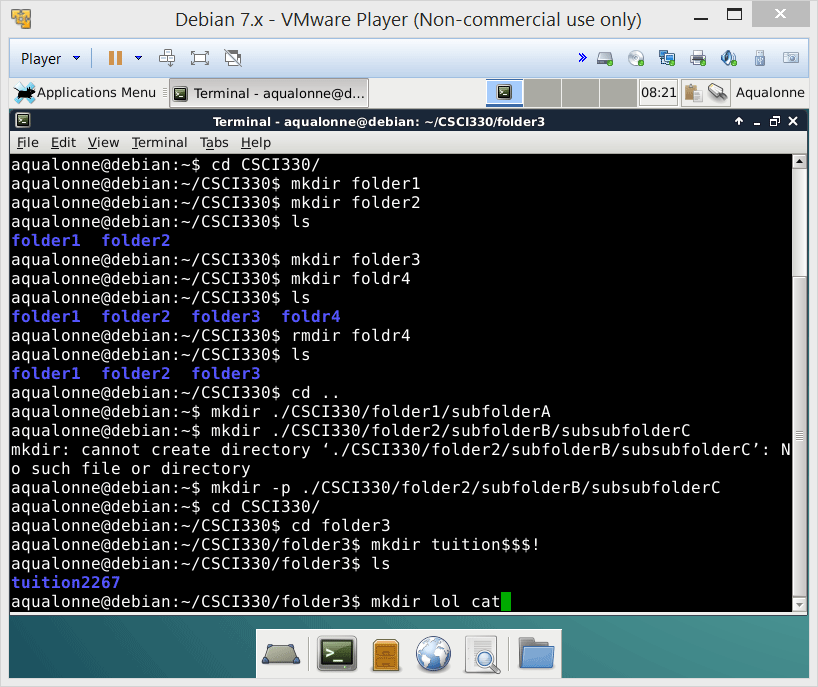 Debian 7.x - VMware Player (Non-commercial use only)
Player
Applications Menu
Terminal - aqualonne@d...
08:21
Aqualonne
Terminal - aqualonne@debian: ~/CSCI330/folder3
File Edit View Terminal Tabs Help
aqualonne@debian:~$ cd CSCI330/
aqualonne@debian:~/CSCI330$ mkdir folder1
aqualonne@debian:~/CSCI330$ mkdir folder2
aqualonne@debian:~/CSCI330$ ls
folder1  folder2
aqualonne@debian:~/CSCI330$ mkdir folder3
aqualonne@debian:~/CSCI330$ mkdir foldr4
aqualonne@debian:~/CSCI330$ ls
folder1  folder2  folder3  foldr4
aqualonne@debian:~/CSCI330$ rmdir foldr4
aqualonne@debian:~/CSCI330$ ls
folder1  folder2  folder3
aqualonne@debian:~/CSCI330$ cd ..
aqualonne@debian:~$ mkdir ./CSCI330/folder1/subfolderA
aqualonne@debian:~$ mkdir ./CSCI330/folder2/subfolderB/subsubfolderC
mkdir: cannot create directory ‘./CSCI330/folder2/subfolderB/subsubfolderC’: N
o such file or directory
aqualonne@debian:~$ mkdir -p ./CSCI330/folder2/subfolderB/subsubfolderC
aqualonne@debian:~$ cd CSCI330/
aqualonne@debian:~/CSCI330$ cd folder3
aqualonne@debian:~/CSCI330/folder3$ mkdir tuition$$$!
aqualonne@debian:~/CSCI330/folder3$ ls
tuition2267
aqualonne@debian:~/CSCI330/folder3$ mkdir lol cat